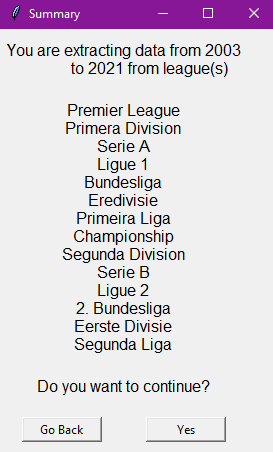 Summary
You are extracting data from 2003
to 2021 from league(s)
Premier League
Primera Division
Serie A
Ligue 1
Bundesliga
Eredivisie
Primeira Liga
Championship
Segunda Division
Serie B
Ligue 2
2. Bundesliga
Eerste Divisie
Segunda Liga
Do you want to continue?
Go Back
Yes